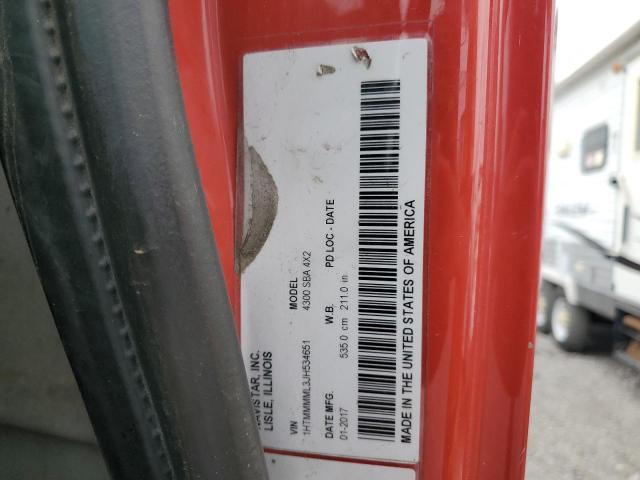 NAVISTAR, INC.
LISLE, ILLINOIS
VIN MODEL
1HTMMMML3JH534651 4300 SBA 4X2
DATE MFG. W.B. PD LOC - DATE
01-2017 535.0 cm 211.0 in
MADE IN THE UNITED STATES OF AMERICA